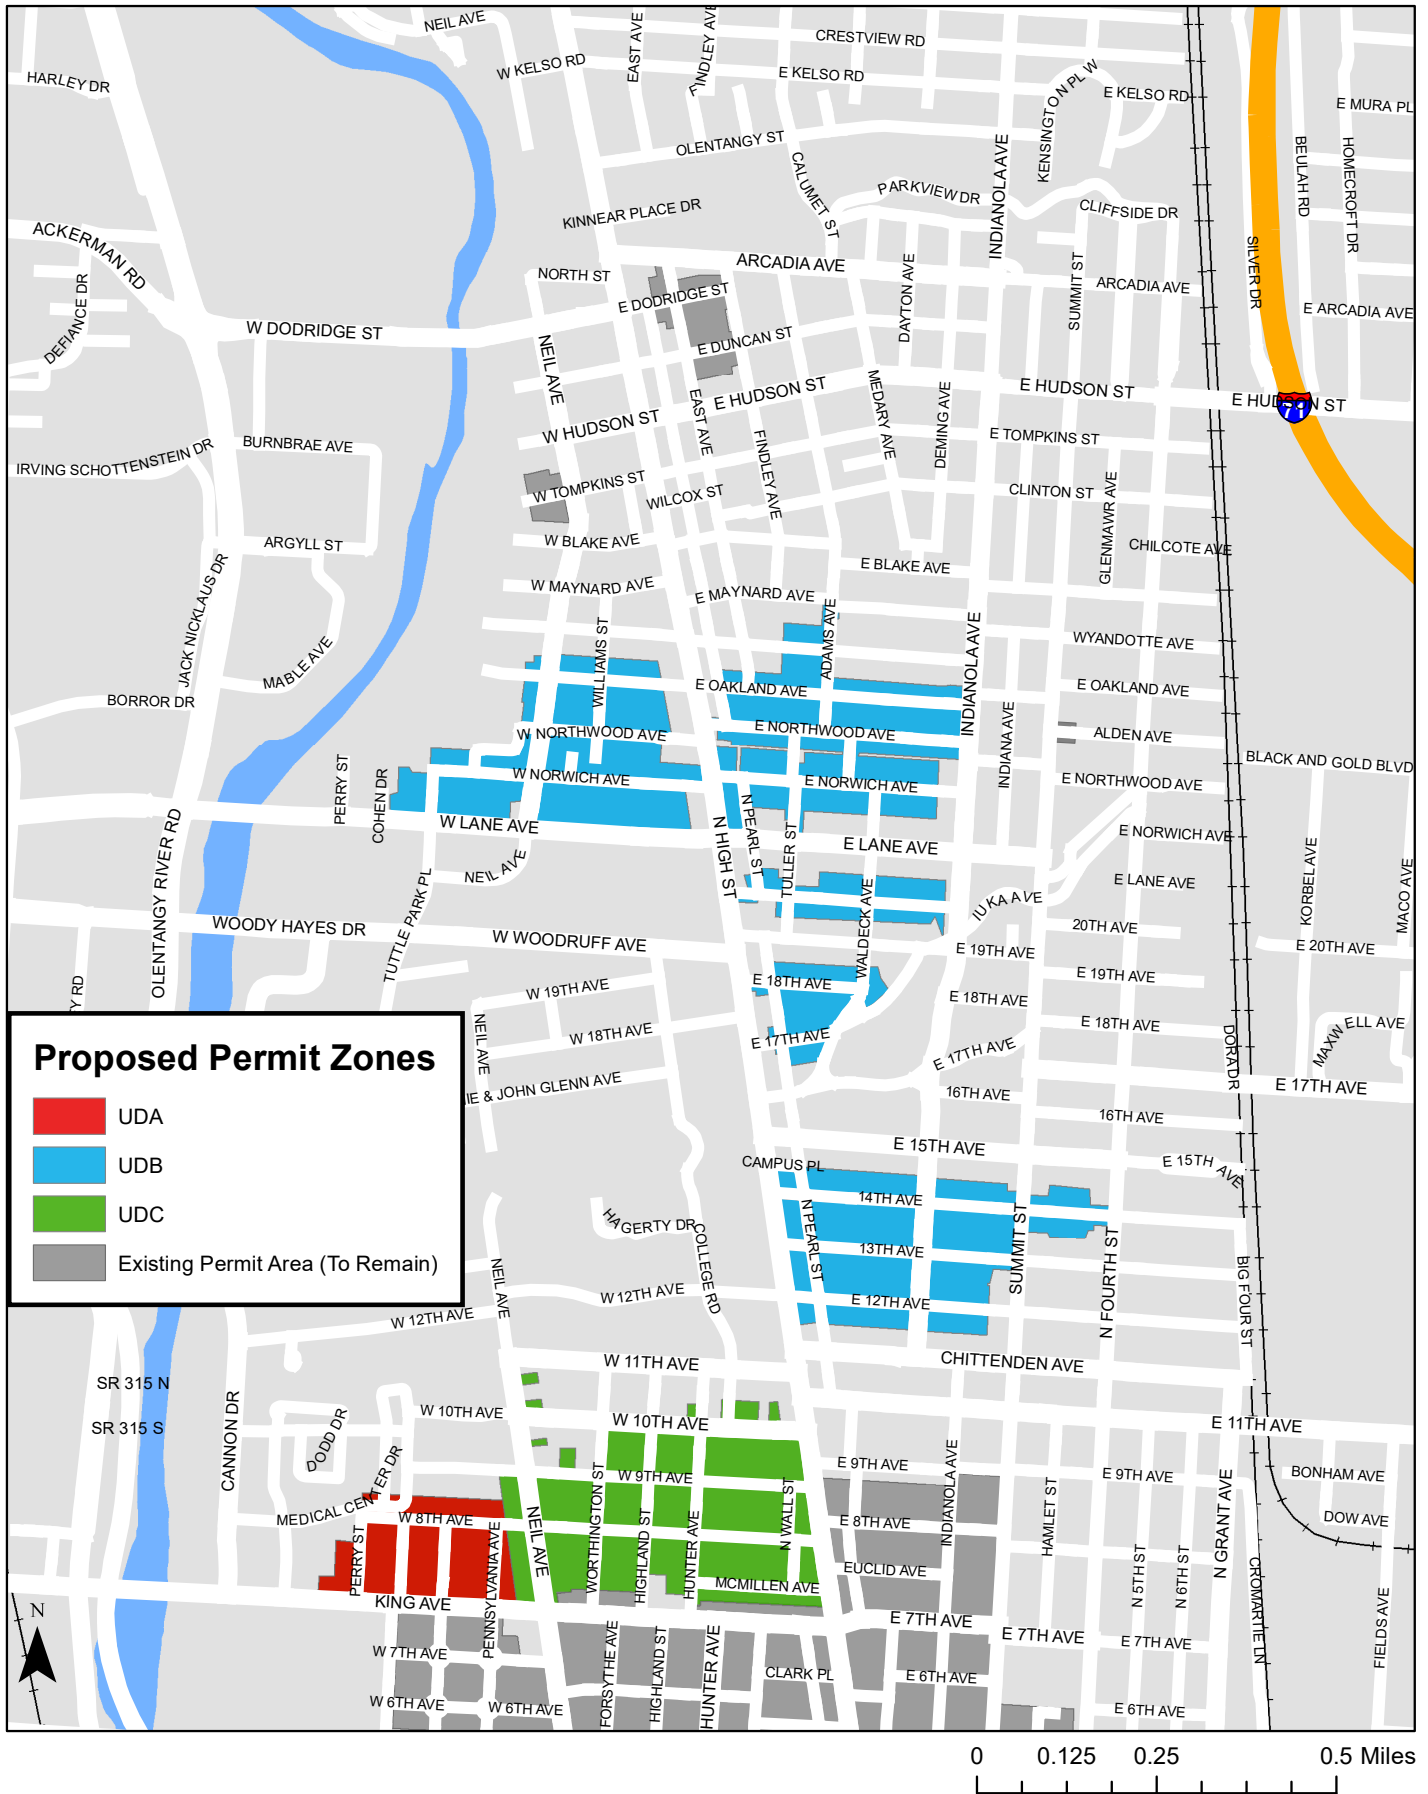 NEIL AVE
EAST AVE
FINDLEY AVE
CRESTVIEW RD
W KELSO RD
E KELSO RD
KENSINGTON PL W
E KELSO RD
HARLEY DR
E MURA PL
OLENTANGY ST
CALUMET ST
INDIANOLA AVE
BEULAH RD
HOMECROFT DR
PARKVIEW DR
CLIFFSIDE DR
KINNEAR PLACE DR
ACKERMAN RD
ARCADIA AVE
NORTH ST
DAYTON AVE
SUMMIT ST
ARCADIA AVE
SILVER DR
DEFIANCE DR
E DODRIDGE ST
E ARCADIA AVE
W DODRIDGE ST
E DUNCAN ST
NEIL AVE
EAST AVE
E HUDSON ST
MEDARY AVE
DEMING AVE
E HUDSON ST
E HUDSON ST
71
W HUDSON ST
FINDLEY AVE
E TOMPKINS ST
BURNBRAE AVE
IRVING SCHOTTENSTEIN DR
W TOMPKINS ST
WILCOX ST
CLINTON ST
GLENMAWR AVE
ARGYLL ST
W BLAKE AVE
CHILCOTE AVE
E BLAKE AVE
JACK NICKLAUS DR
W MAYNARD AVE
E MAYNARD AVE
MABLE AVE
WILLIAMS ST
ADAMS AVE
INDIANOLA AVE
WYANDOTTE AVE
BORROR DR
E OAKLAND AVE
E OAKLAND AVE
INDIANA AVE
W NORTHWOOD AVE
E NORTHWOOD AVE
ALDEN AVE
BLACK AND GOLD BLVD
PERRY ST
COHEN DR
W NORWICH AVE
E NORWICH AVE
E NORTHWOOD AVE
OLENTANGY RIVER RD
W LANE AVE
N HIGH ST
N PEARL ST
TULLER ST
E LANE AVE
E NORWICH AVE
KORBEL AVE
MACO AVE
NEIL AVE
TUTTLE PARK PL
WALDECK AVE
IUKA AVE
E LANE AVE
WOODY HAYES DR
W WOODRUFF AVE
20TH AVE
E 19TH AVE
E 20TH AVE
Y RD
W 19TH AVE
E 18TH AVE
E 19TH AVE
E 18TH AVE
NEIL AVE
W 18TH AVE
E 17TH AVE
E 17TH AVE
E 18TH AVE
DORA DR
MAXWELL AVE
IE & JOHN GLENN AVE
16TH AVE
16TH AVE
E 17TH AVE
Proposed Permit Zones
UDA
UDB
UDC
Existing Permit Area (To Remain)
E 15TH AVE
CAMPUS PL
E 15TH AVE
14TH AVE
HAGERTY DR
COLLEGE RD
N PEARL ST
13TH AVE
SUMMIT ST
N FOURTH ST
BIG FOUR ST
NEIL AVE
W 12TH AVE
E 12TH AVE
W 12TH AVE
W 11TH AVE
CHITTENDEN AVE
SR 315 N
SR 315 S
CANNON DR
W 10TH AVE
W 10TH AVE
E 11TH AVE
DODD DR
MEDICAL CENTER DR
W 9TH AVE
E 9TH AVE
E 9TH AVE
BONHAM AVE
WORTHINGTON ST
N WALL ST
INDIANOLA AVE
HAMLET ST
N GRANT AVE
DOW AVE
W 8TH AVE
E 8TH AVE
PERRY ST
PENNSYLVANIA AVE
NEIL AVE
HIGHLAND ST
HUNTER AVE
MCMILLEN AVE
EUCLID AVE
N 5TH ST
N 6TH ST
CROMARTIE LN
FIELDS AVE
KING AVE
E 7TH AVE
E 7TH AVE
E 7TH AVE
N
W 7TH AVE
FORSYTHE AVE
HIGHLAND ST
HUNTER AVE
CLARK PL
E 6TH AVE
W 6TH AVE
W 6TH AVE
E 6TH AVE
0 0.125 0.25 0.5 Miles